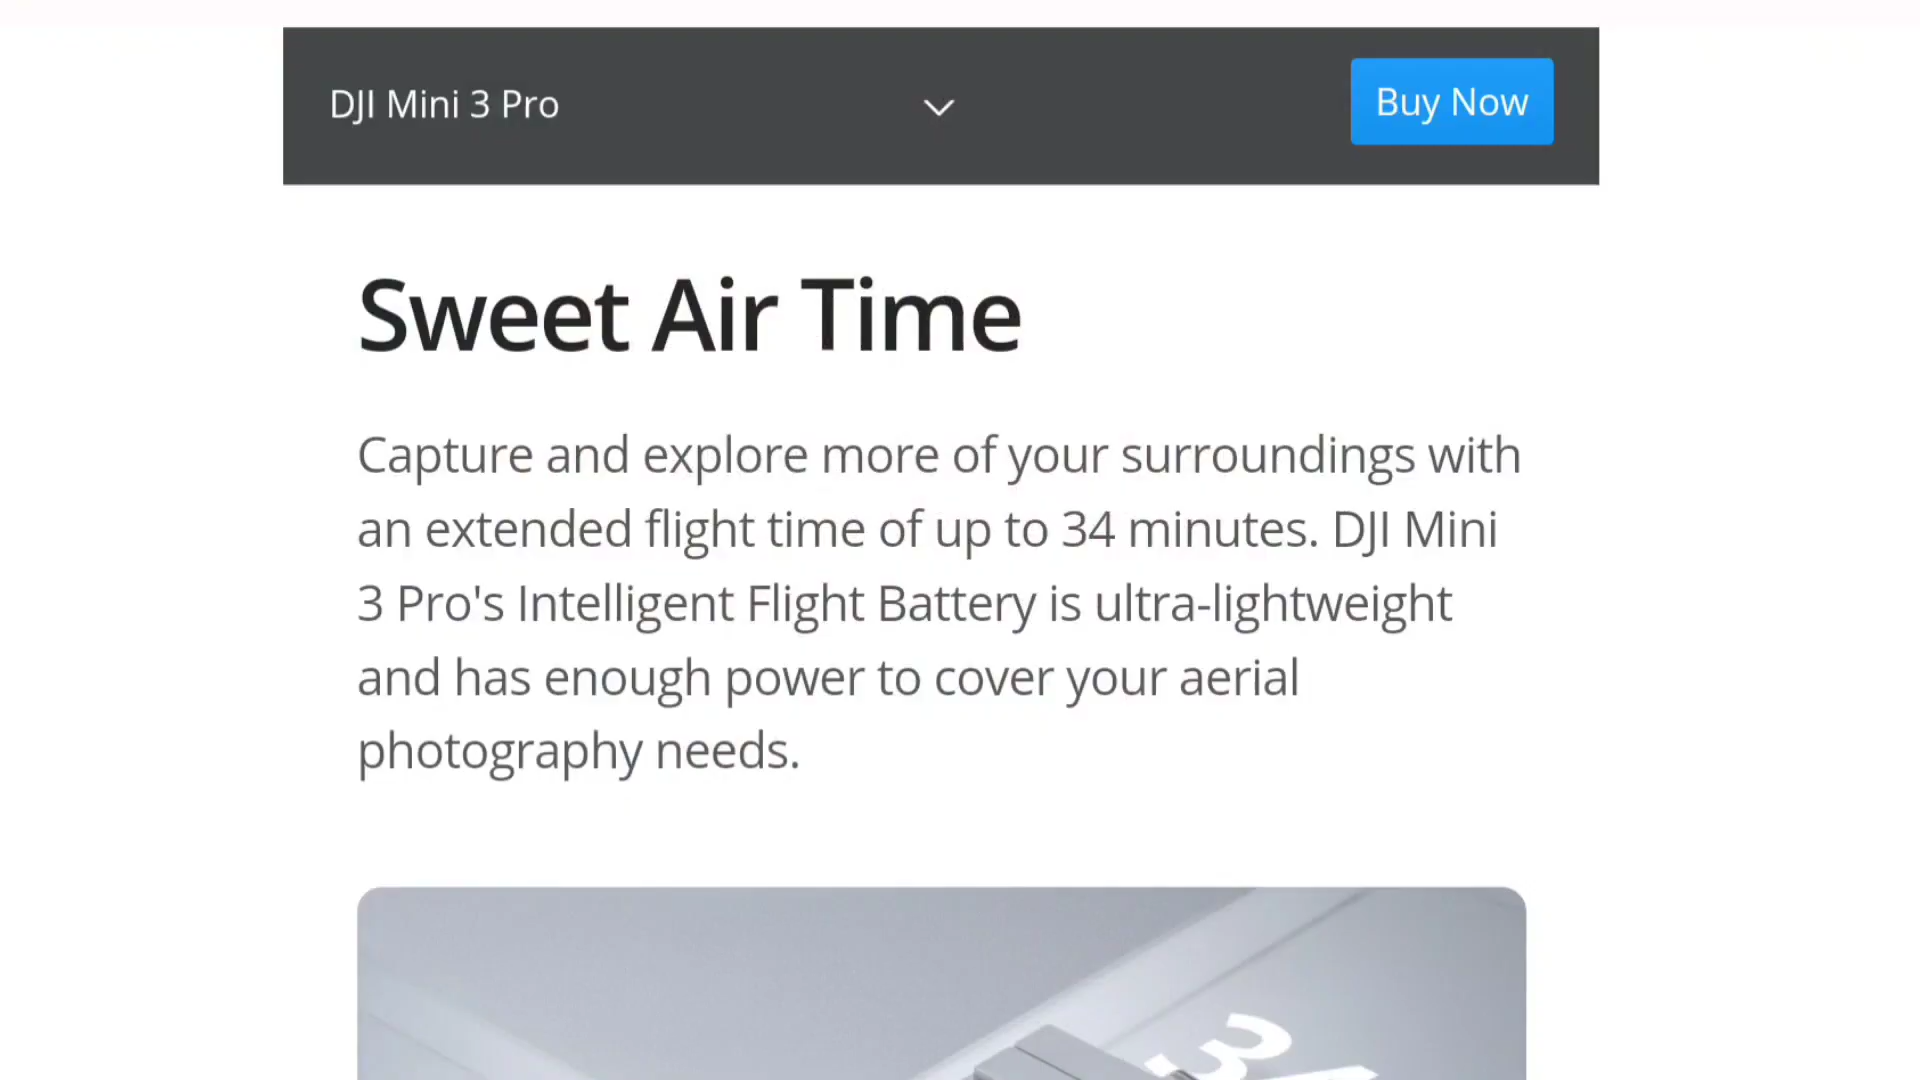 DJI Mini 3 Pro
Buy Now
Sweet Air Time
Capture and explore more of your surroundings with
an extended flight time of up to 34 minutes. DJI Mini
3 Pro's Intelligent Flight Battery is ultra-lightweight
and has enough power to cover your aerial
photography needs.